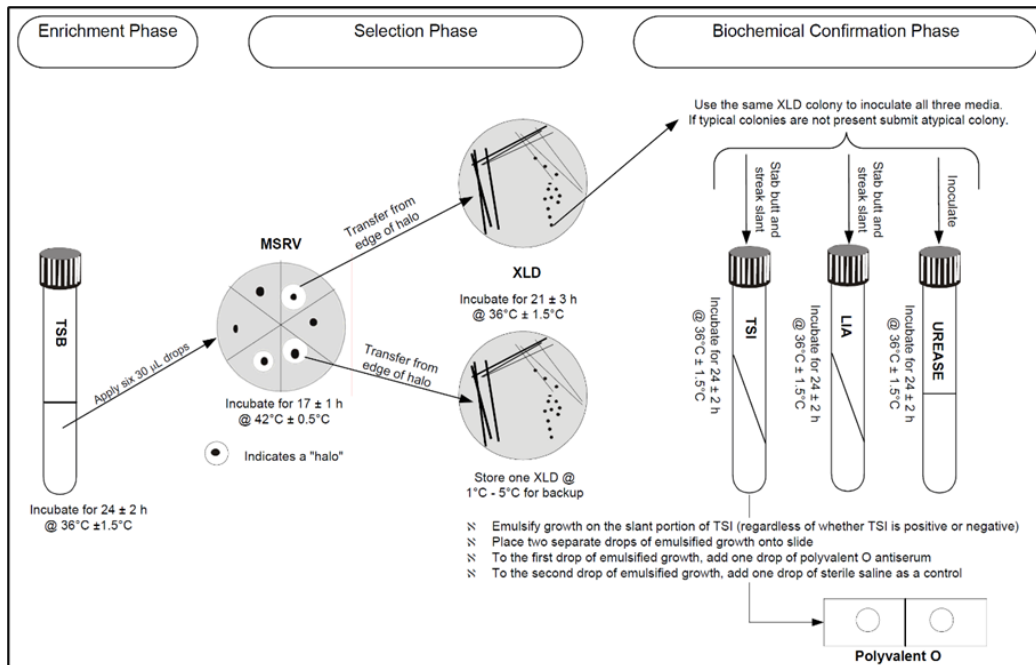 Enrichment Phase
Selection Phase
Biochemical Confirmation Phase
TSB
Incubate for 24 ± 2 h
@ 36°C ±1.5°C
Apply six 30 µL drops
MSRV
Incubate for 17 ± 1 h
@ 42°C ± 0.5°C
Indicates a "halo"
Transfer from
edge of halo
Transfer from
edge of halo
XLD
Incubate for 21 ± 3 h
@ 36°C ± 1.5°C
Store one XLD @
1°C - 5°C for backup
Use the same XLD colony to inoculate all three media.
If typical colonies are not present submit atypical colony.
Stab butt and
streak slant
Stab butt and
streak slant
Inoculate
TSI
Incubate for 24 ± 2 h
@ 36°C ± 1.5°C
LIA
Incubate for 24 ± 2 h
@ 36°C ± 1.5°C
UREASE
Incubate for 24 ± 2 h
@ 36°C ± 1.5°C
Emulsify growth on the slant portion of TSI (regardless of whether TSI is positive or negative)
Place two separate drops of emulsified growth onto slide
To the first drop of emulsified growth, add one drop of polyvalent O antiserum
To the second drop of emulsified growth, add one drop of sterile saline as a control
Polyvalent O